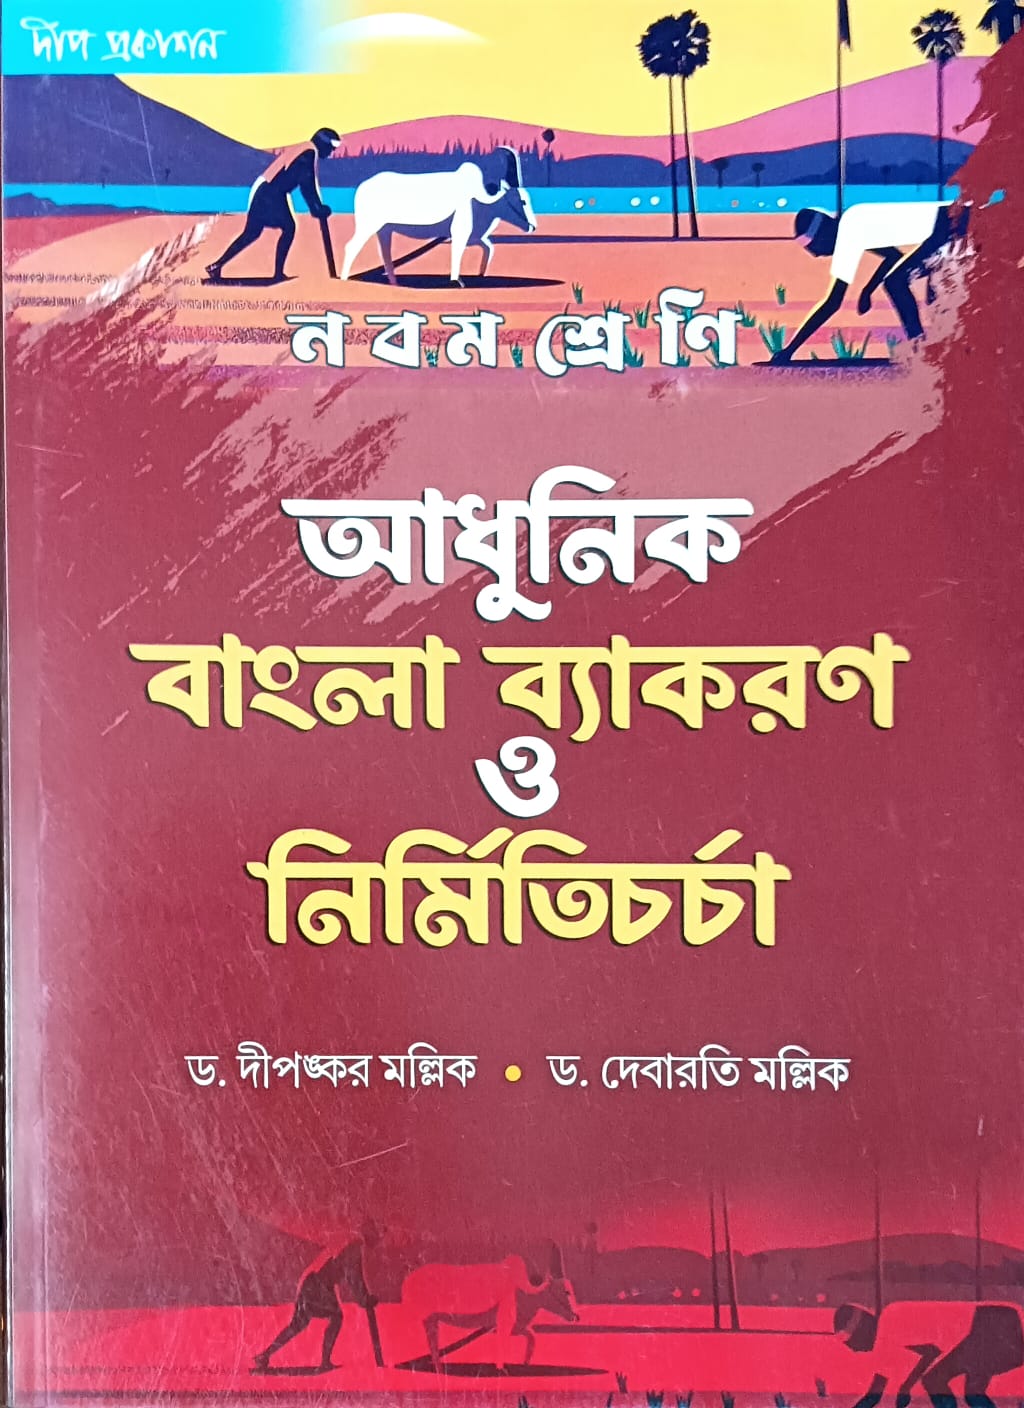 দীপ প্রকাশন
নবম শ্রেণি
আধুনিক
বাংলা ব্যাকরণ
ও
নির্মিতিচর্চা
ড. দীপঙ্কর মল্লিক • ড. দেবারতি মল্লিক